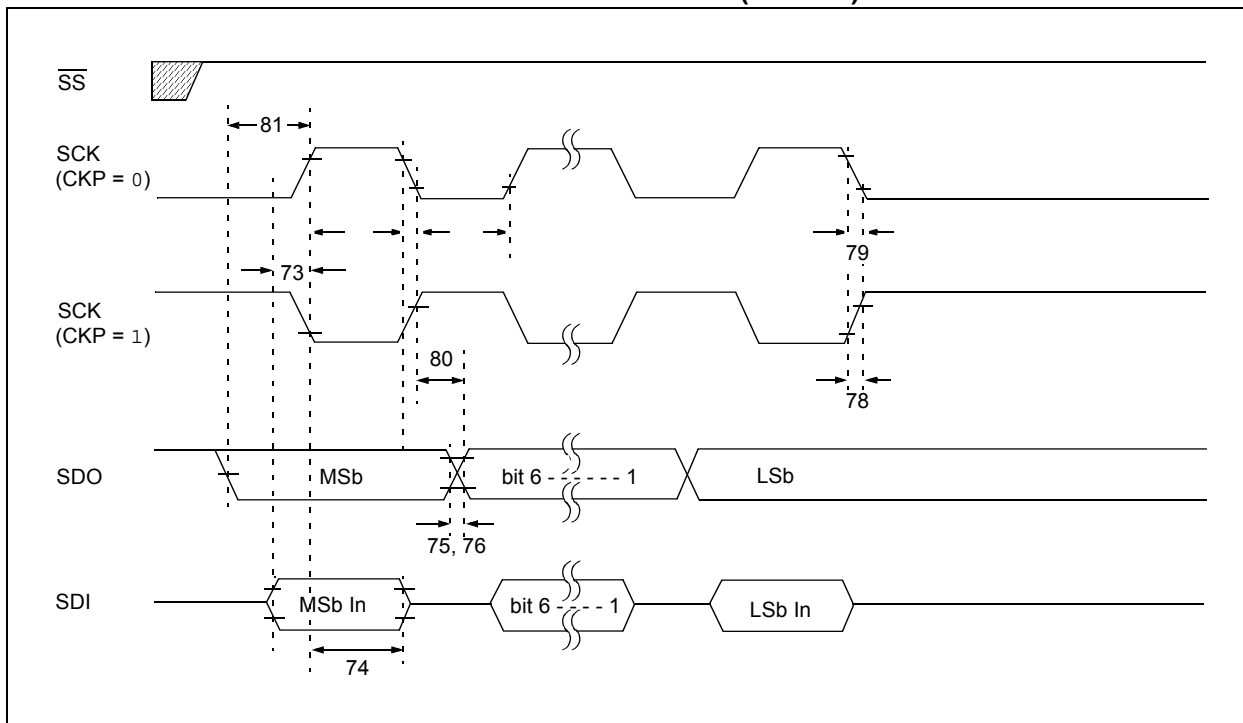 SS
81
SCK
(CKP = 0)
79
73
SCK
(CKP = 1)
80
78
SDO
MSb
bit 6 - - - - - - 1
LSb
75, 76
SDI
MSb In
bit 6 - - - - - 1
LSb In
74